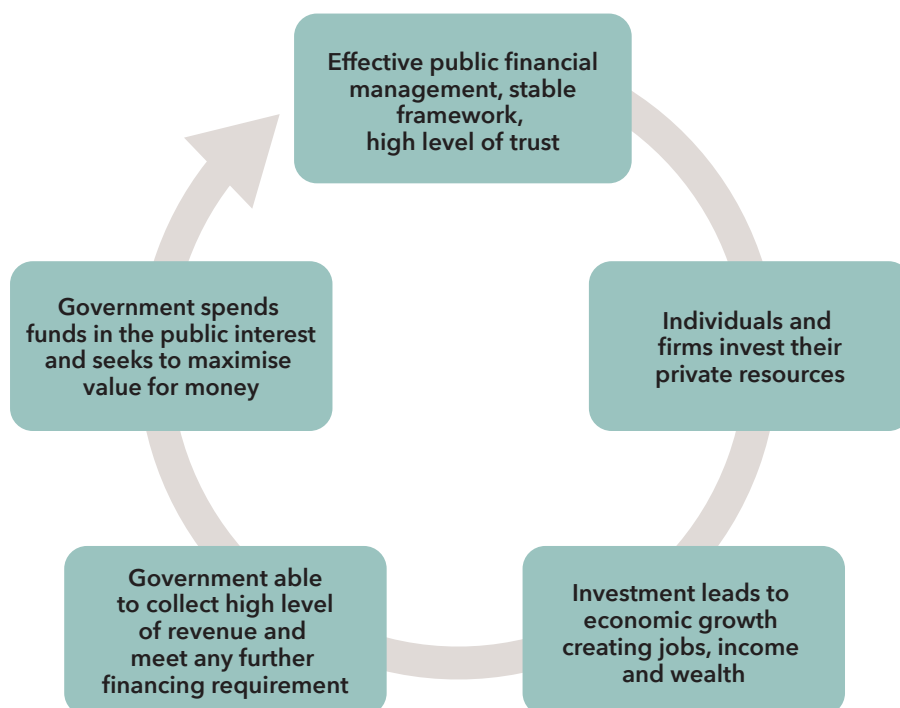 Effective public financial
management, stable
framework,
high level of trust
Individuals and
firms invest their
private resources
Investment leads to
economic growth
creating jobs, income
and wealth
Government able
to collect high level
of revenue and
meet any further
financing requirement
Government spends
funds in the public interest
and seeks to maximise
value for money